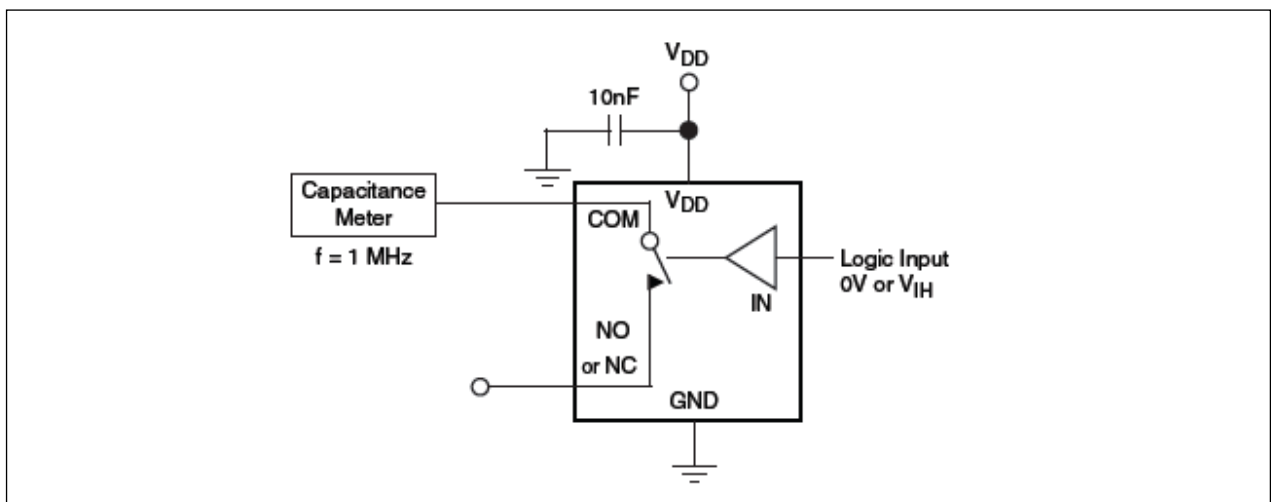 VDD
10nF
Capacitance
Meter
f = 1 MHz
VDD
COM
Logic Input
0V or VIH
IN
NO
or NC
GND